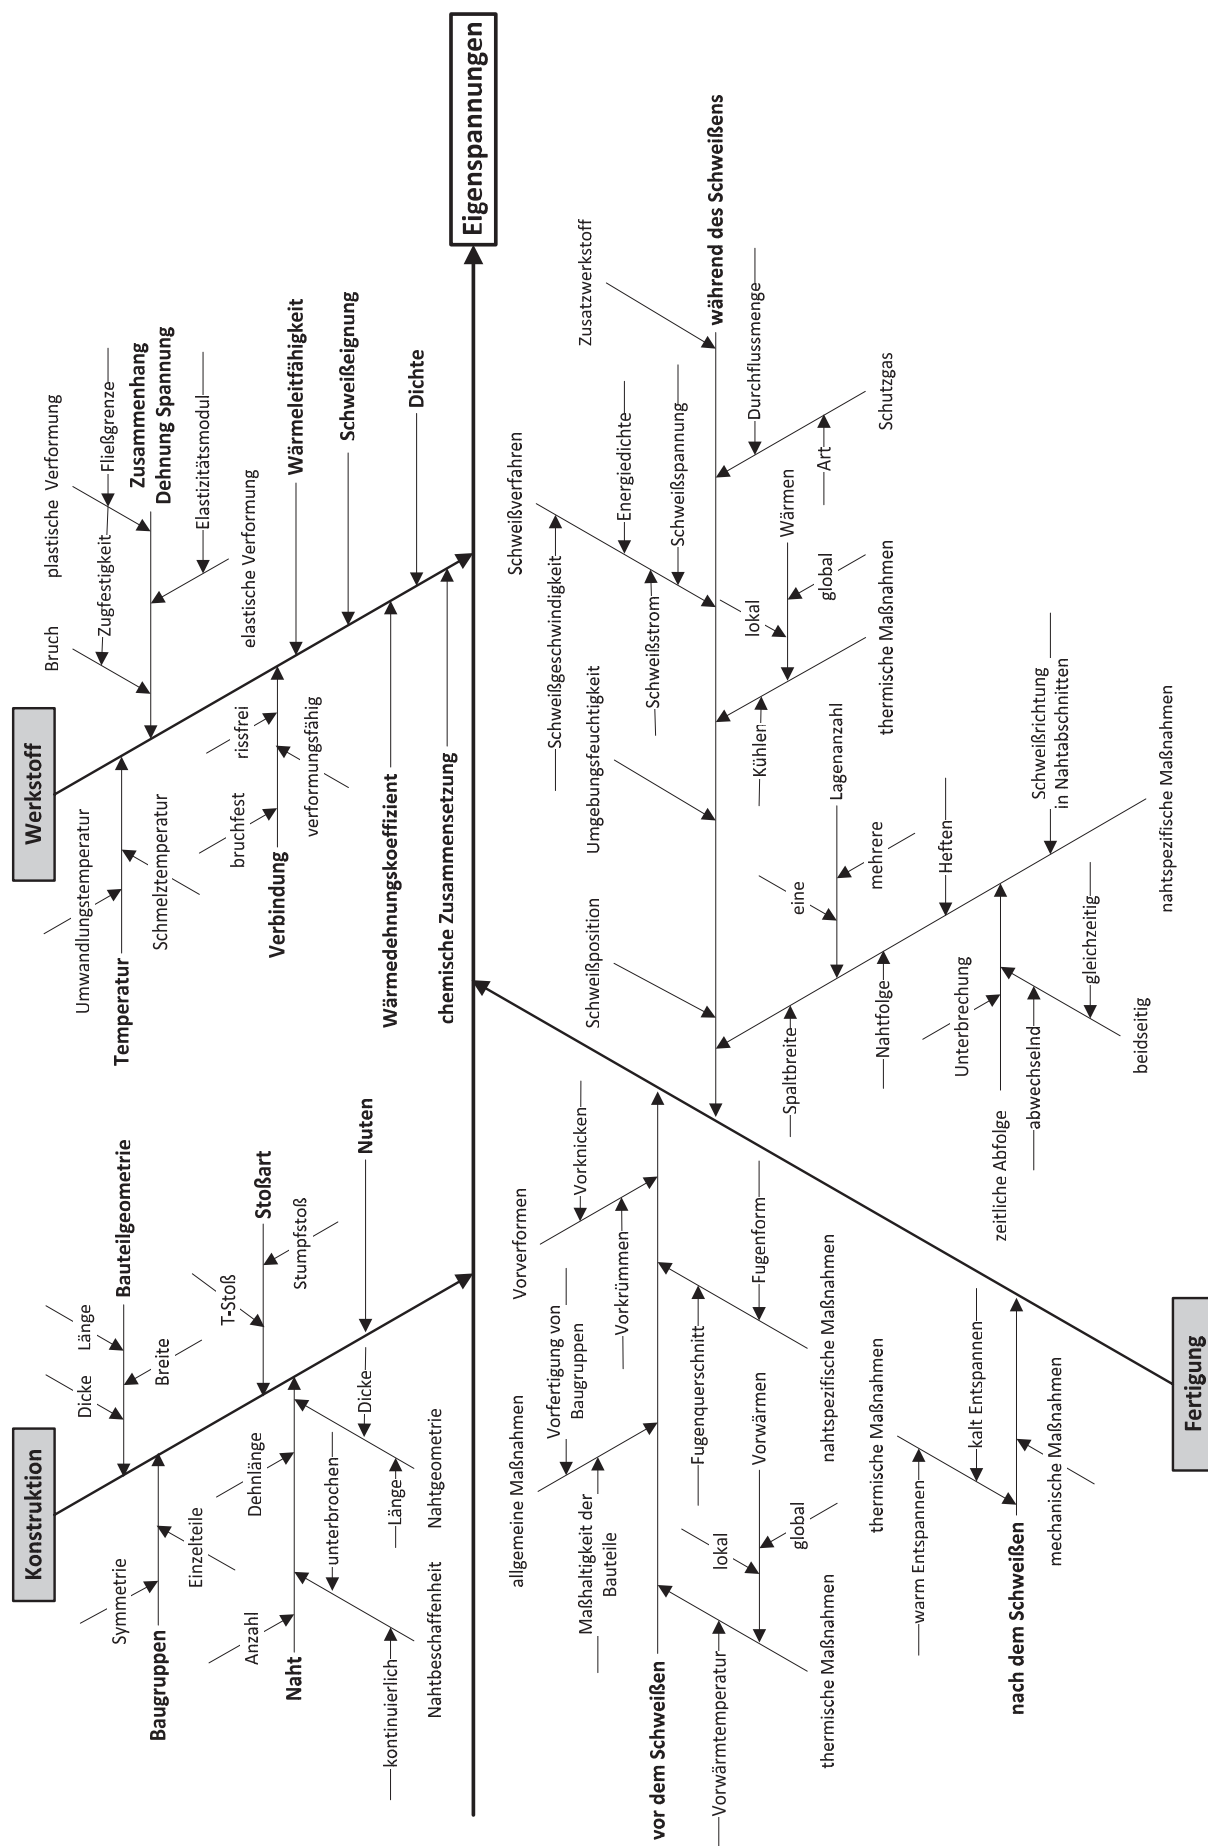 Konstruktion
Symmetrie
Baugruppen
Einzelteile
Dicke
Länge
Bauteilgeometrie
Breite
Anzahl
Dehnlänge
Naht
unterbrochen
kontinuierlich
Nahtbeschaffenheit
Dicke
Länge
Nahtgeometrie
T-Stoß
Stoßart
Stumpfstoß
Nuten
Werkstoff
Umwandlungstemperatur
Temperatur
Schmelztemperatur
Bruch
Zugfestigkeit
plastische Verformung
Fließgrenze
Zusammenhang
Dehnung Spannung
Elastizitätsmodul
elastische Verformung
bruchfest
rissfrei
Verbindung
verformungsfähig
Wärmeleitfähigkeit
Schweißeignung
Wärmedehnungskoeffizient
Dichte
chemische Zusammensetzung
Eigenspannungen
allgemeine Maßnahmen
Vorfertigung von
Baugruppen
Maßhaltigkeit der
Bauteile
Vorverformen
Vorknicken
Vorkrümmen
vor dem Schweißen
Vorwärmtemperatur
lokal
Vorwärmen
global
thermische Maßnahmen
Fugenquerschnitt
Fugenform
nahtspezifische Maßnahmen
thermische Maßnahmen
warm Entspannen
kalt Entspannen
nach dem Schweißen
mechanische Maßnahmen
Fertigung
Schweißposition
Umgebungsfeuchtigkeit
Schweißverfahren
Schweißgeschwindigkeit
Energiedichte
Schweißstrom
Schweißspannung
Zusatzwerkstoff
während des Schweißens
Spaltbreite
eine
Lagenanzahl
mehrere
Nahtfolge
Heften
Unterbrechung
zeitliche Abfolge
abwechselnd
gleichzeitig
beidseitig
Schweißrichtung
in Nahtabschnitten
nahtspezifische Maßnahmen
Kühlen
lokal
Wärmen
global
thermische Maßnahmen
Durchflussmenge
Art
Schutzgas